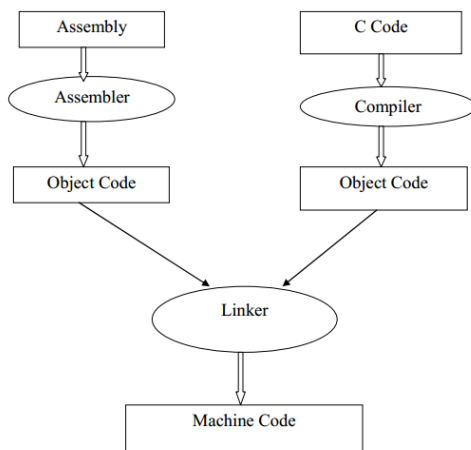 Assembly
C Code
Assembler
Compiler
Object Code
Object Code
Linker
Machine Code